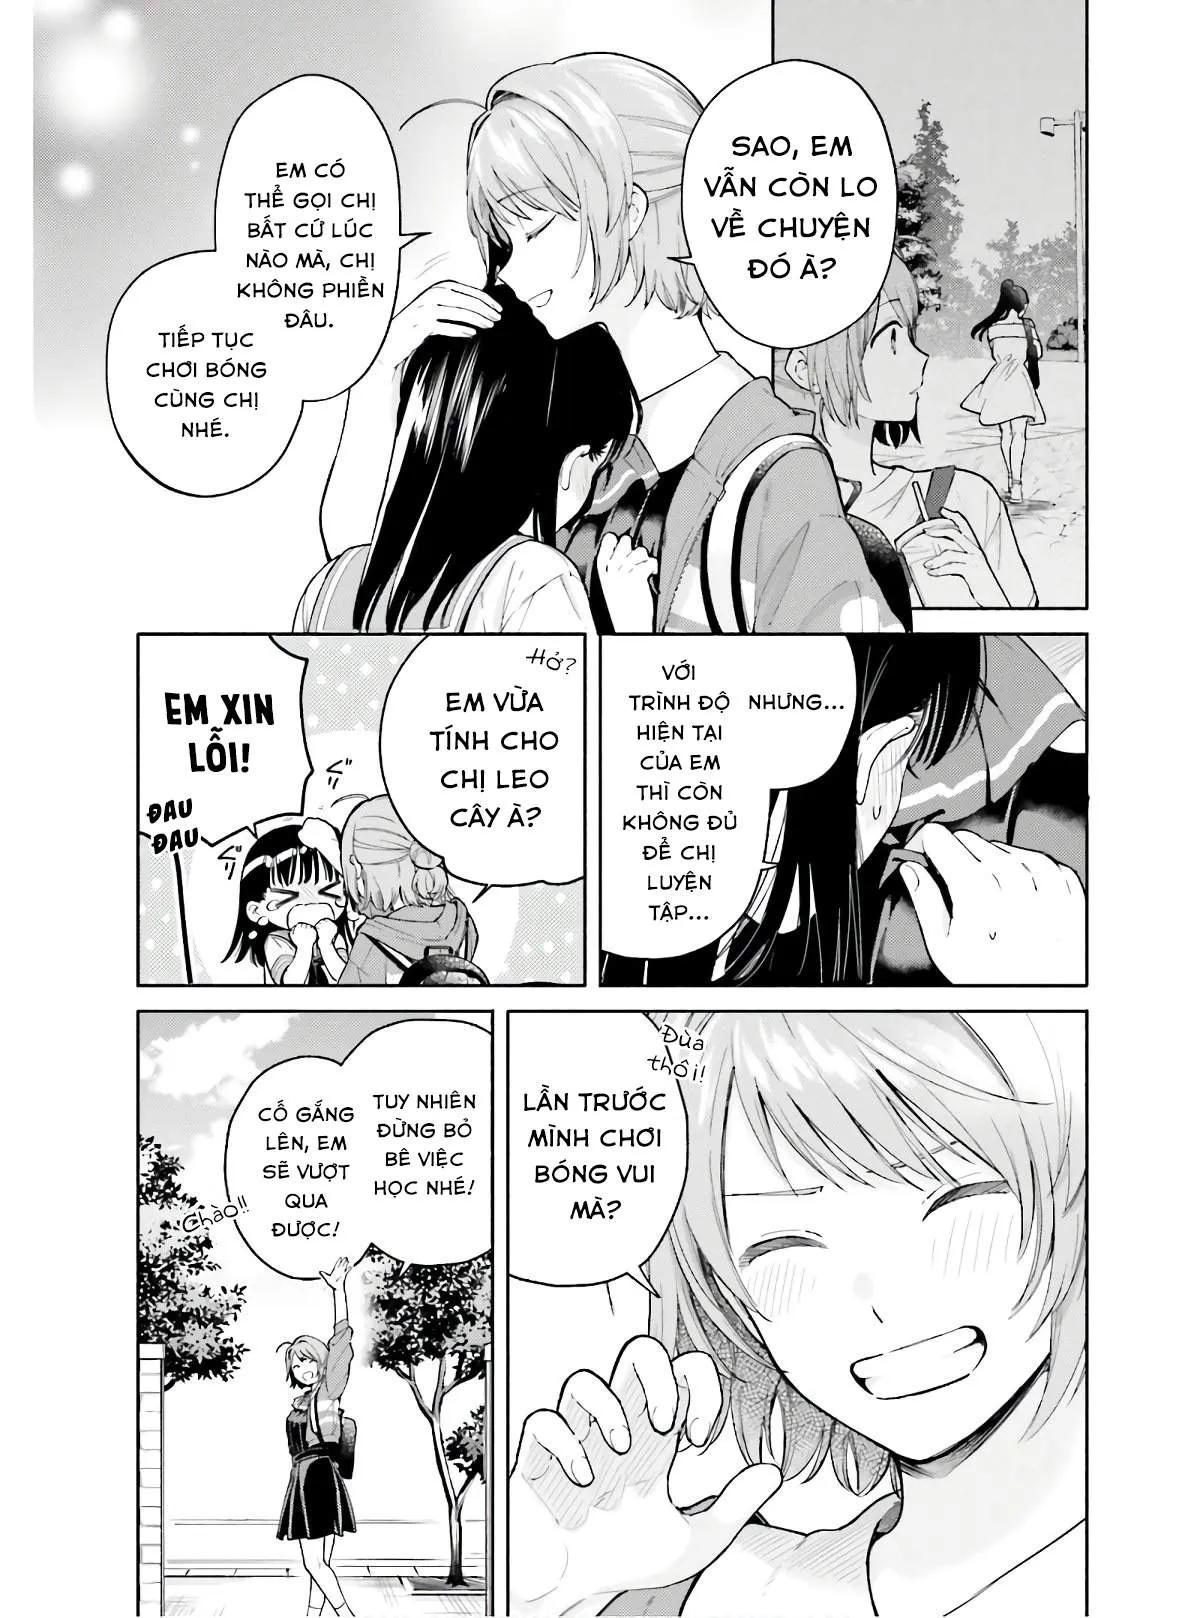 SAO, EM
VẪN CÒN LO
VỀ CHUYỆN
ĐÓ À?
EM CÓ
THỂ GỌI CHỊ
BẤT CỨ LÚC
NÀO MÀ, CHỊ
KHÔNG PHIỀN
ĐÂU.
TIẾP TỤC
CHƠI BÓNG
CÙNG CHỊ
NHÉ.
NHƯNG...
VỚI
TRÌNH ĐỘ
HIỆN TẠI
CỦA EM
THÌ CÒN
KHÔNG ĐỦ
ĐỂ CHỊ
LUYỆN
TẬP...
Hở?
EM VỪA
TÍNH CHO
CHỊ LEO
CÂY À?
EM XIN
LỖI!
ĐAU
ĐAU
Đùa
thôi!
LẦN TRƯỚC
MÌNH CHƠI
BÓNG VUI
MÀ?
TUY NHIÊN
ĐỪNG BỎ
BÊ VIỆC
HỌC NHÉ!
CỐ GẮNG
LÊN, EM
SẼ VƯỢT
QUA
ĐƯỢC!
Chào!!